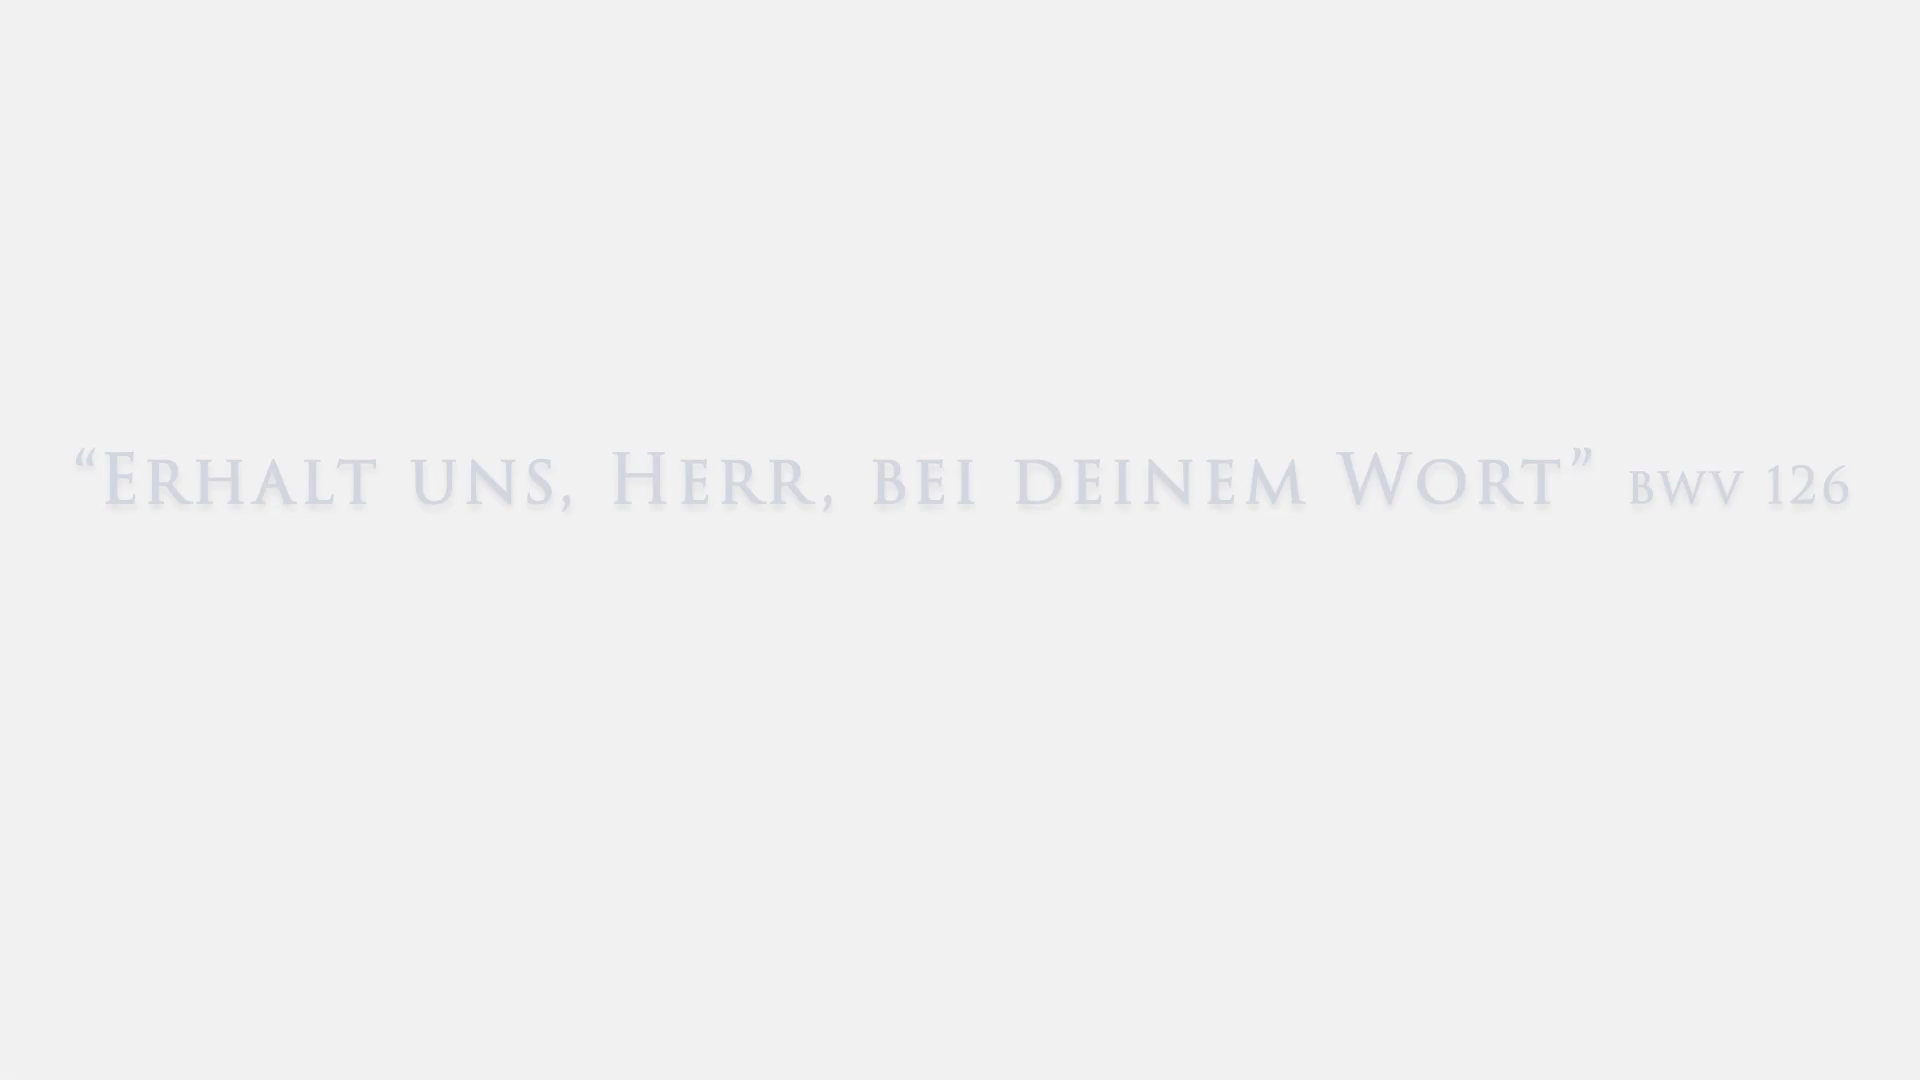 “Erhalt uns, Herr, bei deinem Wort” BWV 126